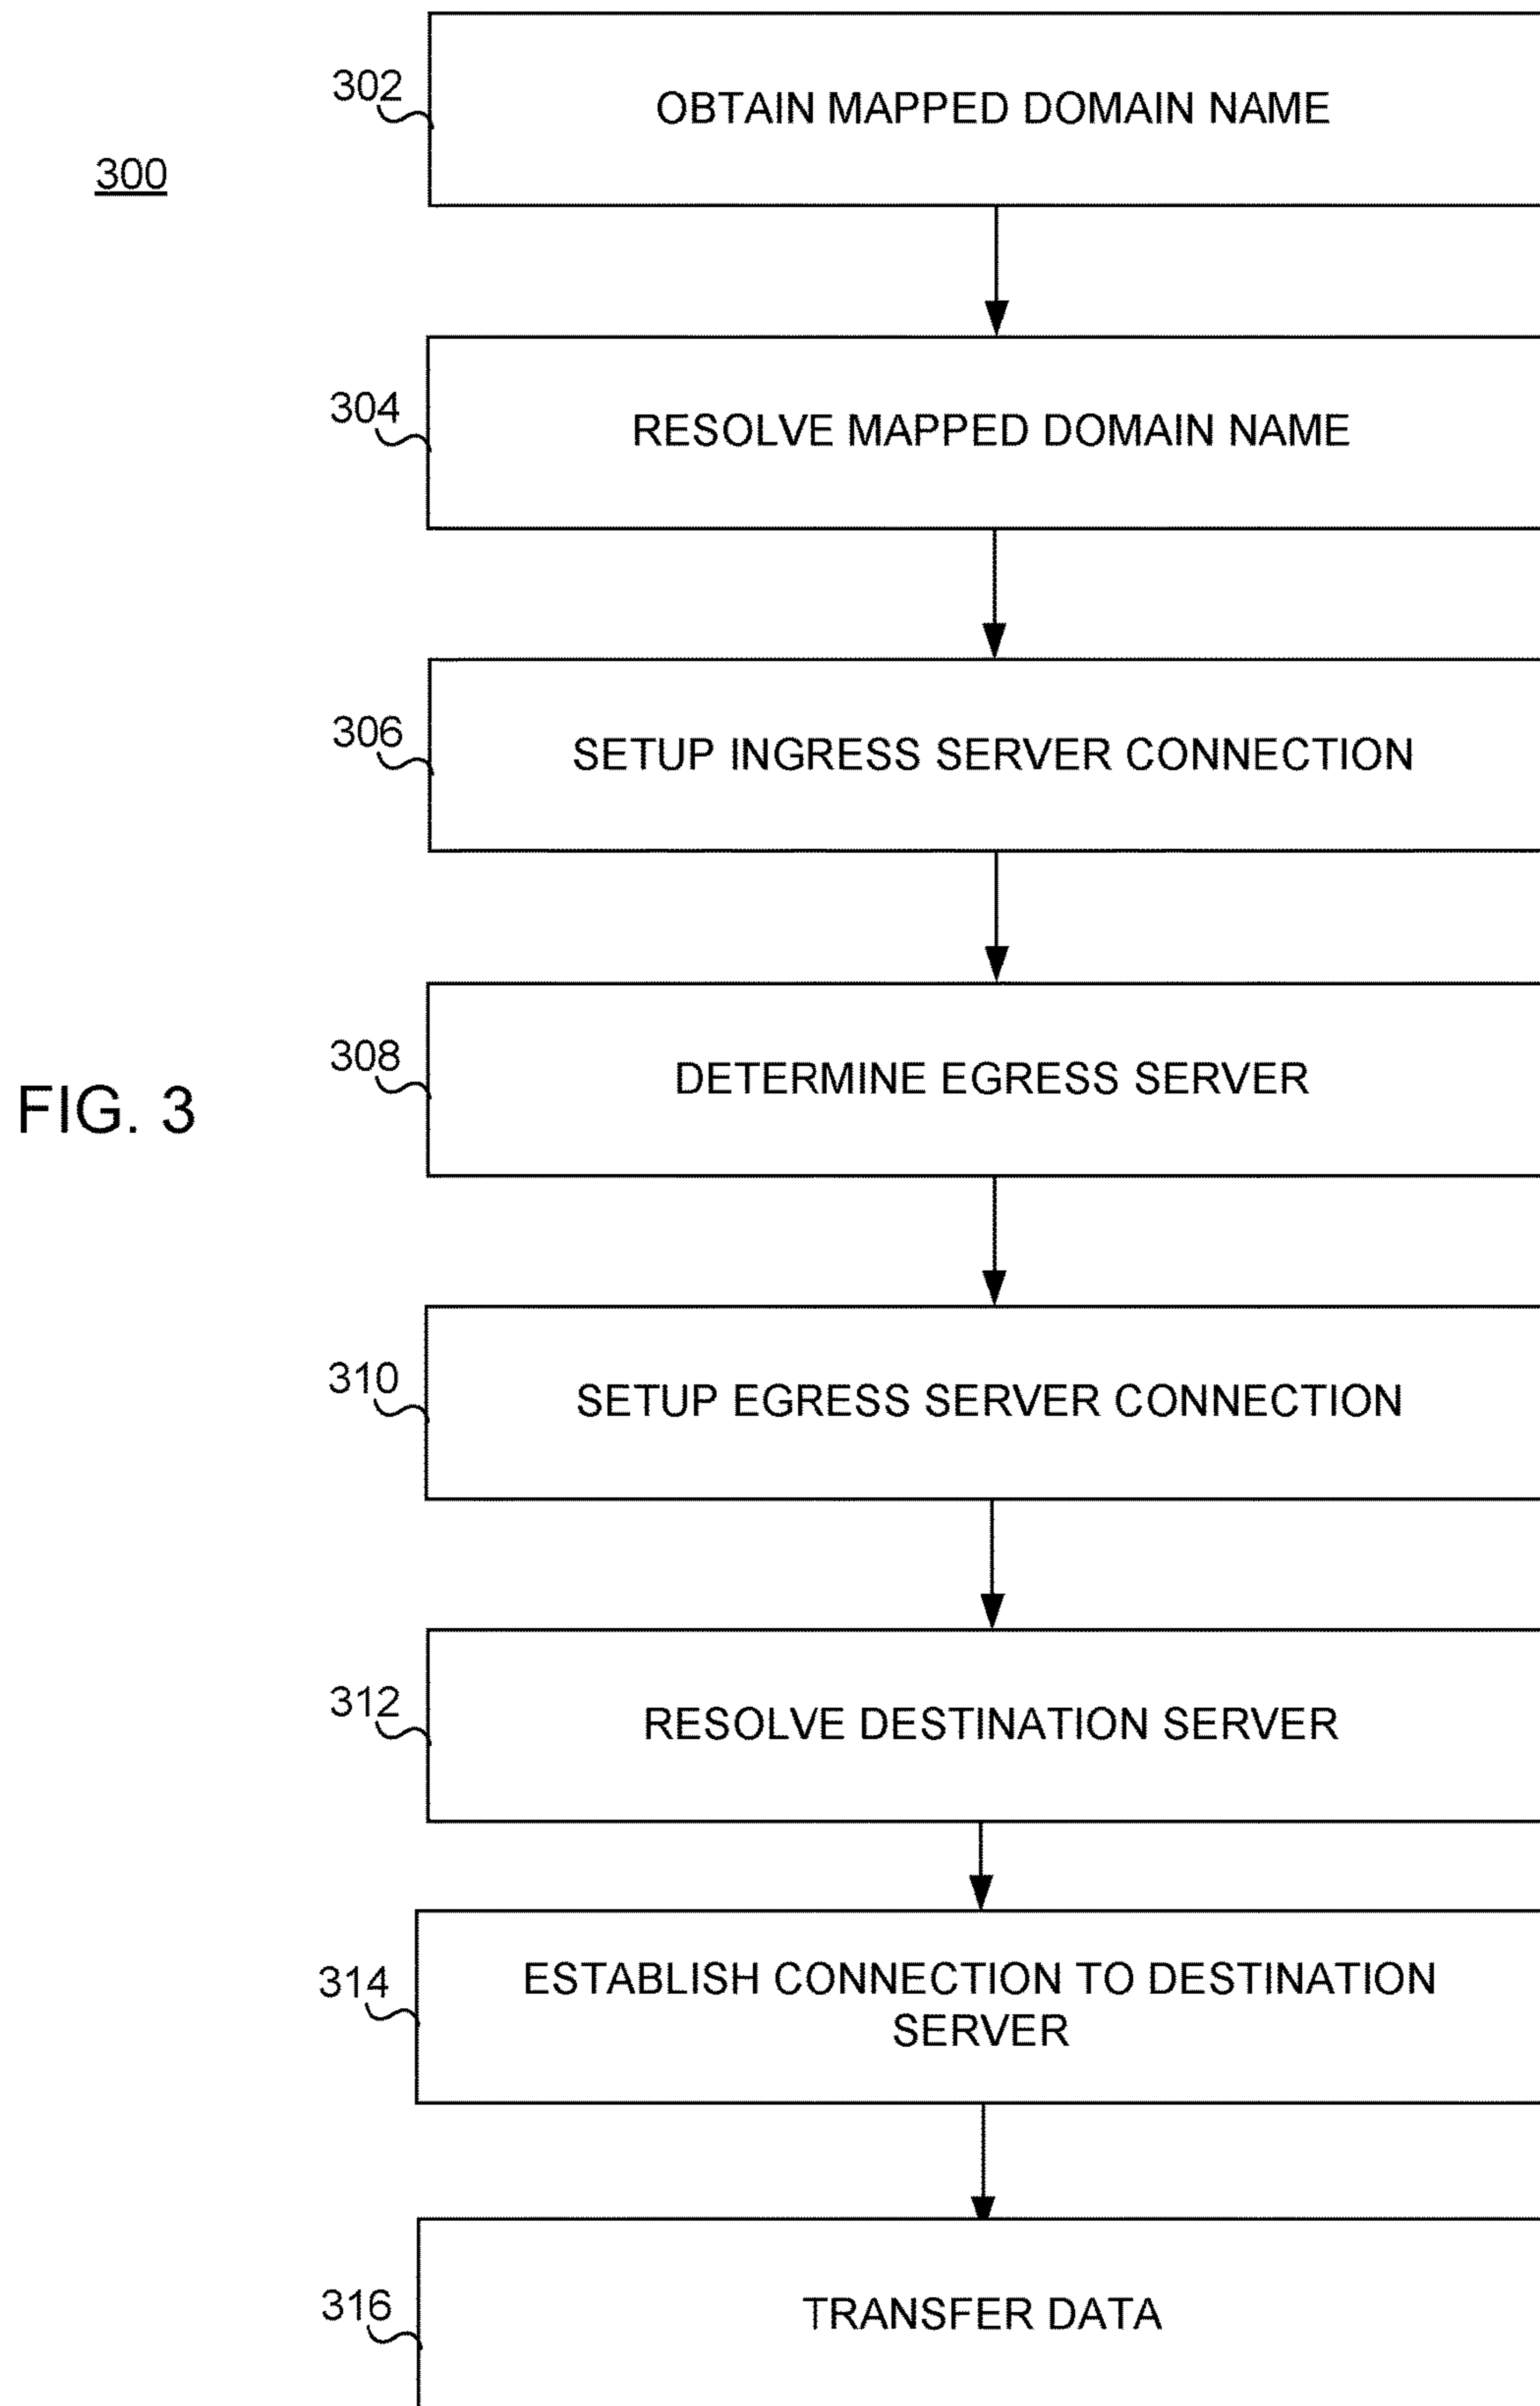 302
OBTAIN MAPPED DOMAIN NAME
300
304
RESOLVE MAPPED DOMAIN NAME
306
SETUP INGRESS SERVER CONNECTION
308
DETERMINE EGRESS SERVER
FIG. 3
310
SETUP EGRESS SERVER CONNECTION
312
RESOLVE DESTINATION SERVER
314
ESTABLISH CONNECTION TO DESTINATION
SERVER
316
TRANSFER DATA